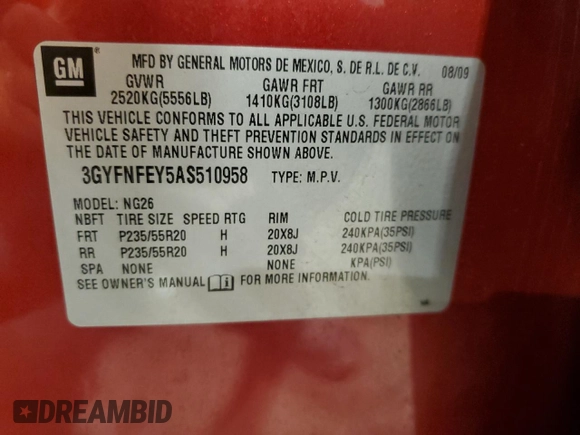 GM
MFD BY GENERAL MOTORS DE MEXICO, S. DE R.L. DE C.V. 08/09
GVWR GAWR FRT GAWR RR
2520KG(5556LB) 1410KG(3108LB) 1300KG(2866LB)
THIS VEHICLE CONFORMS TO ALL APPLICABLE U.S. FEDERAL MOTOR
VEHICLE SAFETY AND THEFT PREVENTION STANDARDS IN EFFECT ON
THE DATE OF MANUFACTURE SHOWN ABOVE.
3GYFNFEY5AS510958 TYPE: M.P.V.
MODEL: NG26
NBFT TIRE SIZE SPEED RTG RIM COLD TIRE PRESSURE
FRT P235/55R20 H 20X8J 240KPA(35PSI)
RR P235/55R20 H 20X8J 240KPA(35PSI)
SPA NONE NONE KPA(PSI)
SEE OWNER'S MANUAL FOR MORE INFORMATION.
DREAMBID